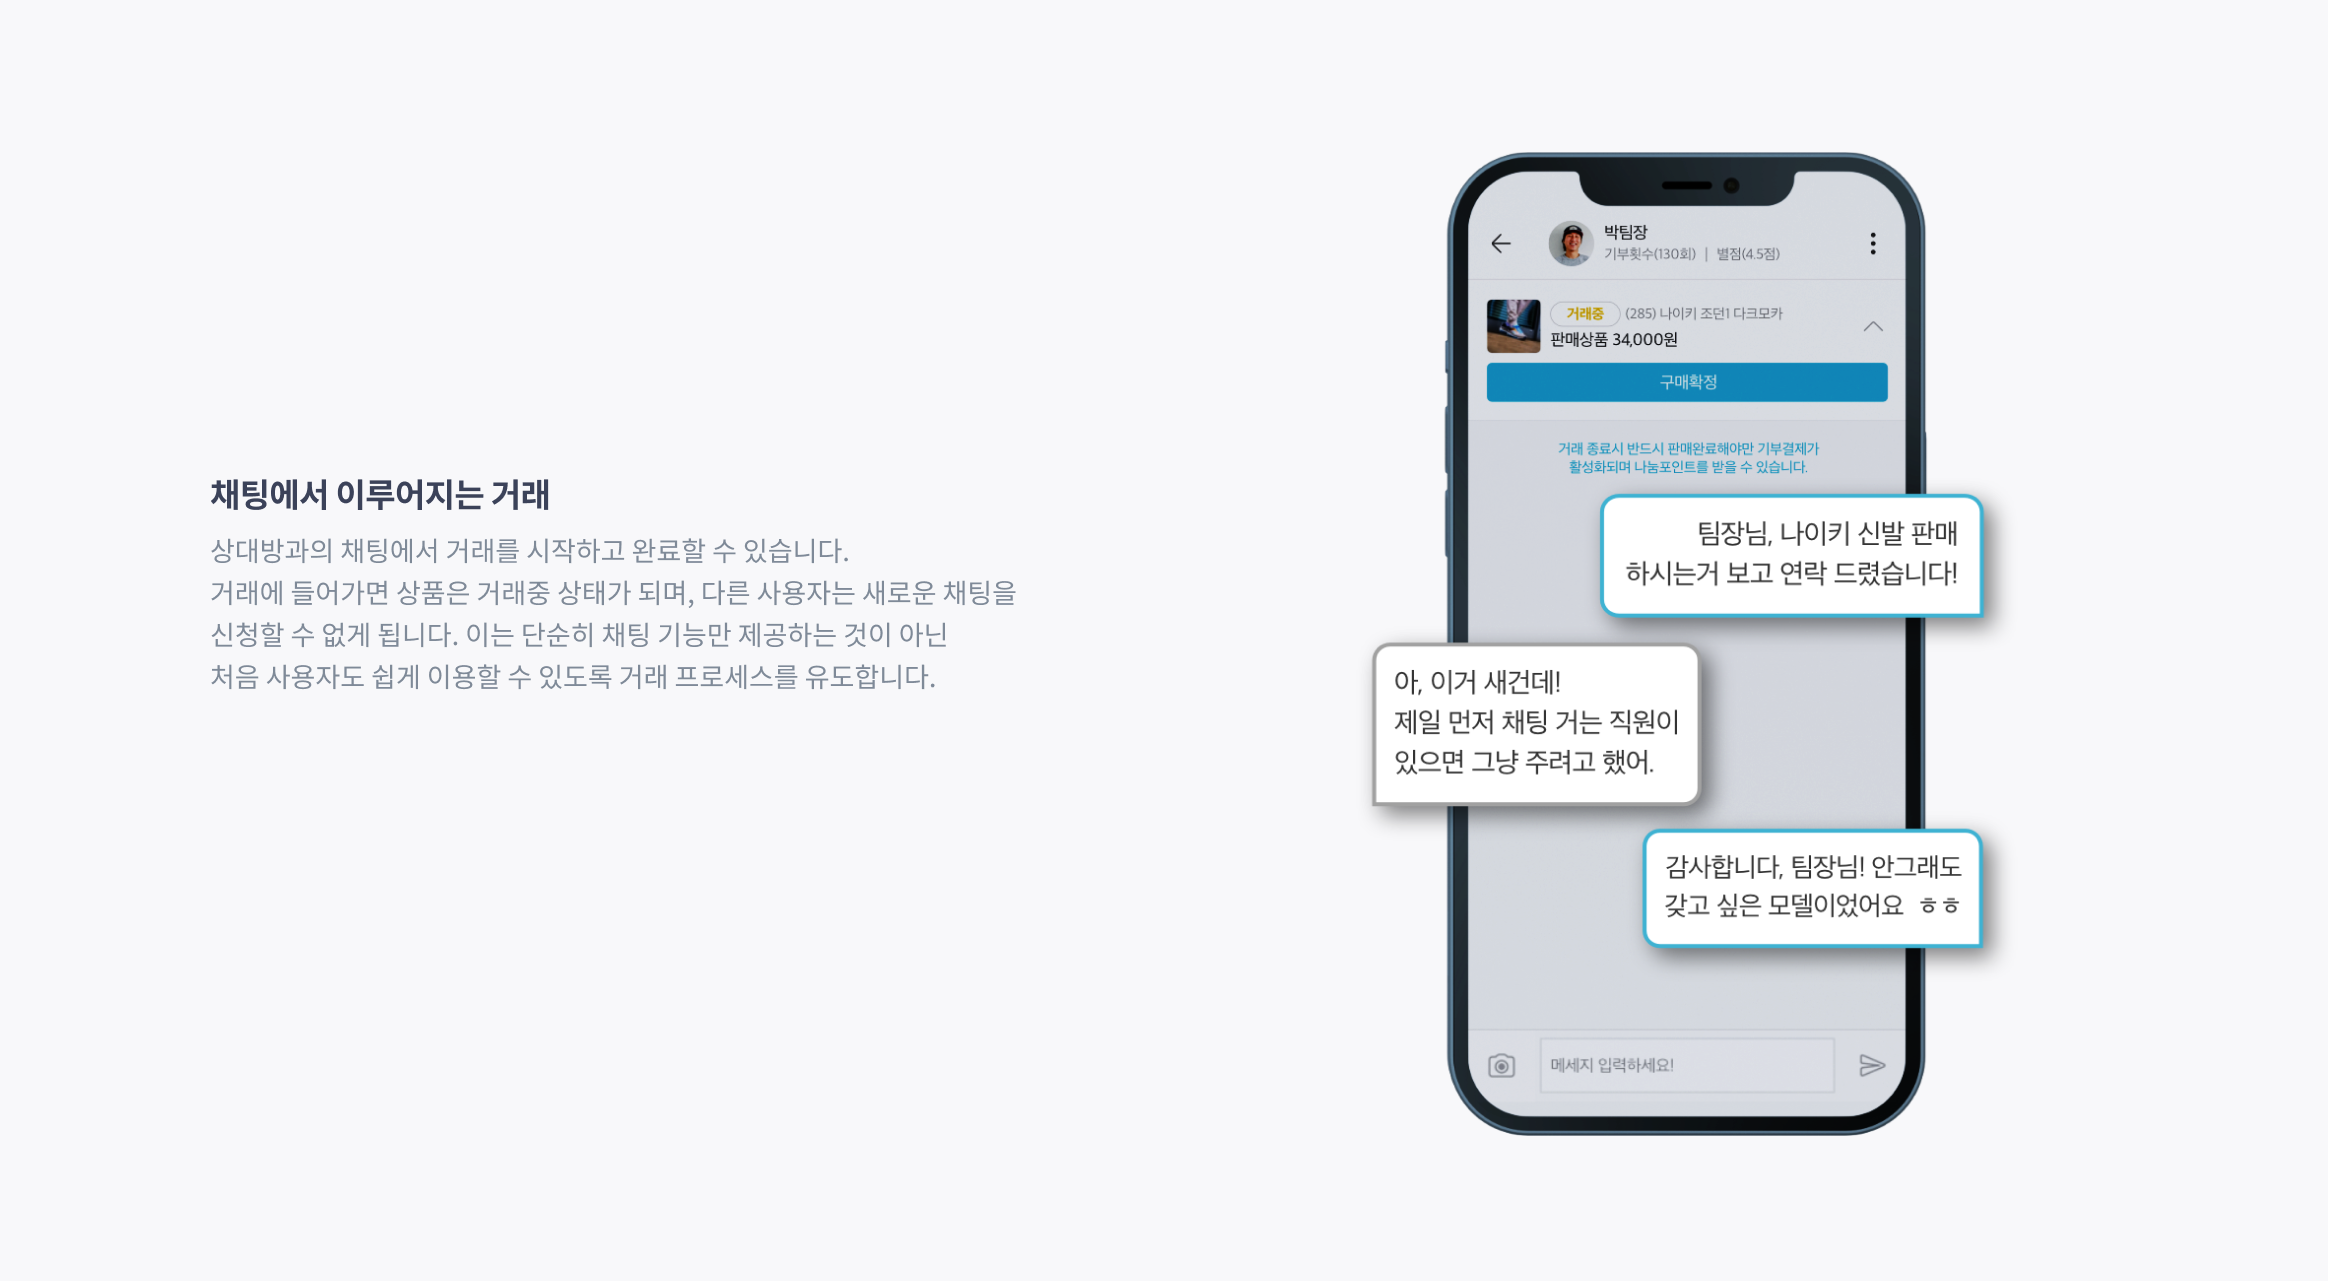 채팅에서 이루어지는 거래
상대방과의 채팅에서 거래를 시작하고 완료할 수 있습니다.
거래에 들어가면 상품은 거래중 상태가 되며, 다른 사용자는 새로운 채팅을
신청할 수 없게 됩니다. 이는 단순히 채팅 기능만 제공하는 것이 아닌
처음 사용자도 쉽게 이용할 수 있도록 거래 프로세스를 유도합니다.
박팀장
기부횟수(130회) | 별점(4.5점)
거래중 (285) 나이키 조던1 다크모카
판매상품 34,000원
구매확정
거래 종료시 반드시 판매완료해야만 기부결제가
활성화되며 나눔포인트를 받을 수 있습니다.
팀장님, 나이키 신발 판매
하시는거 보고 연락 드렸습니다!
아, 이거 새건데!
제일 먼저 채팅 거는 직원이
있으면 그냥 주려고 했어.
감사합니다, 팀장님! 안그래도
갖고 싶은 모델이었어요 ㅎㅎ
메세지 입력하세요!